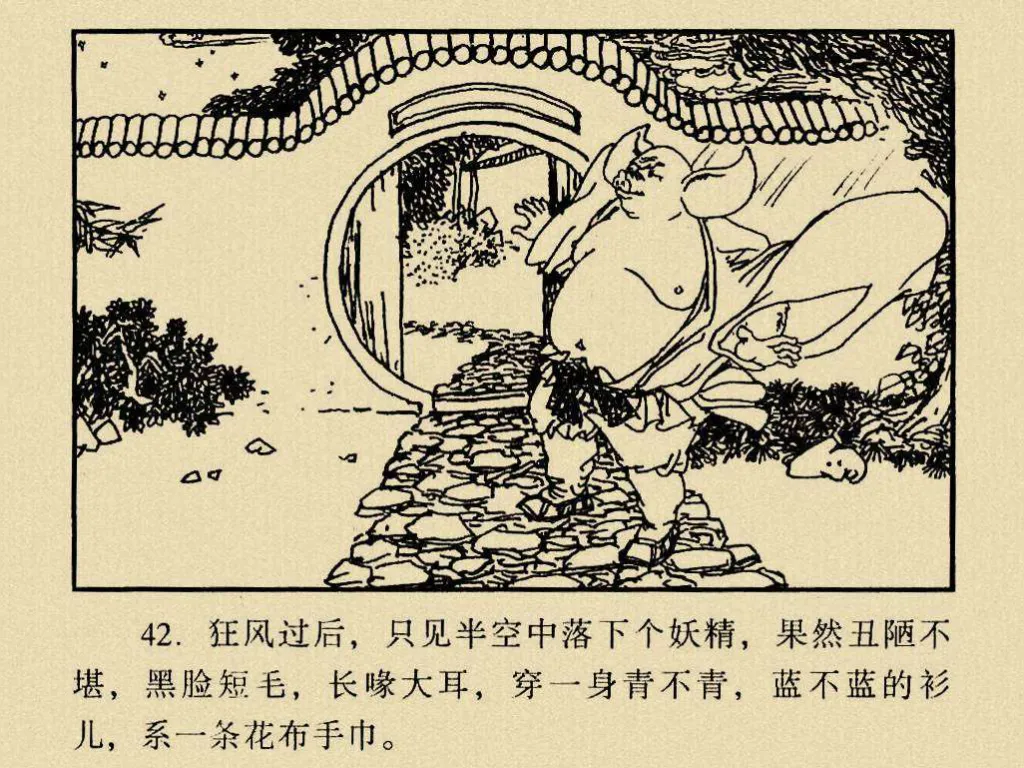 42. 狂风过后，只见半空中落下个妖精，果然丑陋不
堪，黑脸短毛，长喙大耳，穿一身青不青，蓝不蓝的衫
儿，系一条花布手巾。